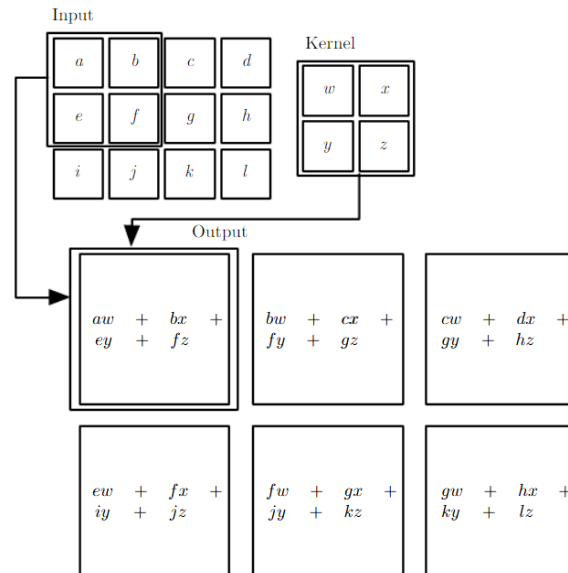 Input
a b c d
e f g h
i j k l
Kernel
w x
y z
Output
aw + bx +
ey + fz
bw + cx +
fy + gz
cw + dx +
gy + hz
ew + fx +
iy + jz
fw + gx +
jy + kz
gw + hx +
ky + lz